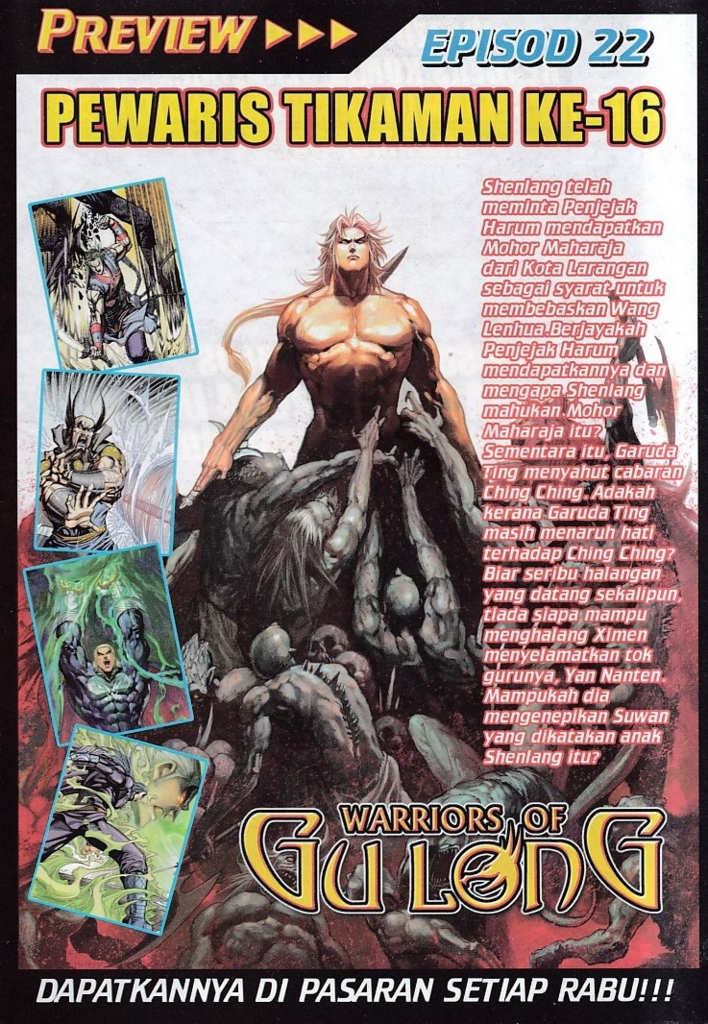 PREVIEW
EPISOD 22
PEWARIS TIKAMAN KE-16
Shenlang telah
meminta Penjejak
Harum mendapatkan
Mohor Maharaja
dari Kota Larangan
sebagai syarat untuk
membebaskan Wang
Lenhua.Berjayakah
Penjejak Harum
mendapatkannya dan
mengapa Shenlang
mahukan Mohor
Maharaja itu?
Sementara itu, Garuda
Ting menyahut cabaran
Ching Ching. Adakah
kerana Garuda Ting
masih menaruh hati
terhadap Ching Ching?
Biar seribu halangan
yang datang sekalipun,
tiada siapa mampu
menghalang Ximen
menyelamatkan tok
gurunya, Yan Nanten.
Mampukah dia
mengenepikan Suwan
yang dikatakan anak
Shenlang itu?
WARRIORS OF
GU LONG
DAPATKANNYA DI PASARAN SETIAP RABU!!!